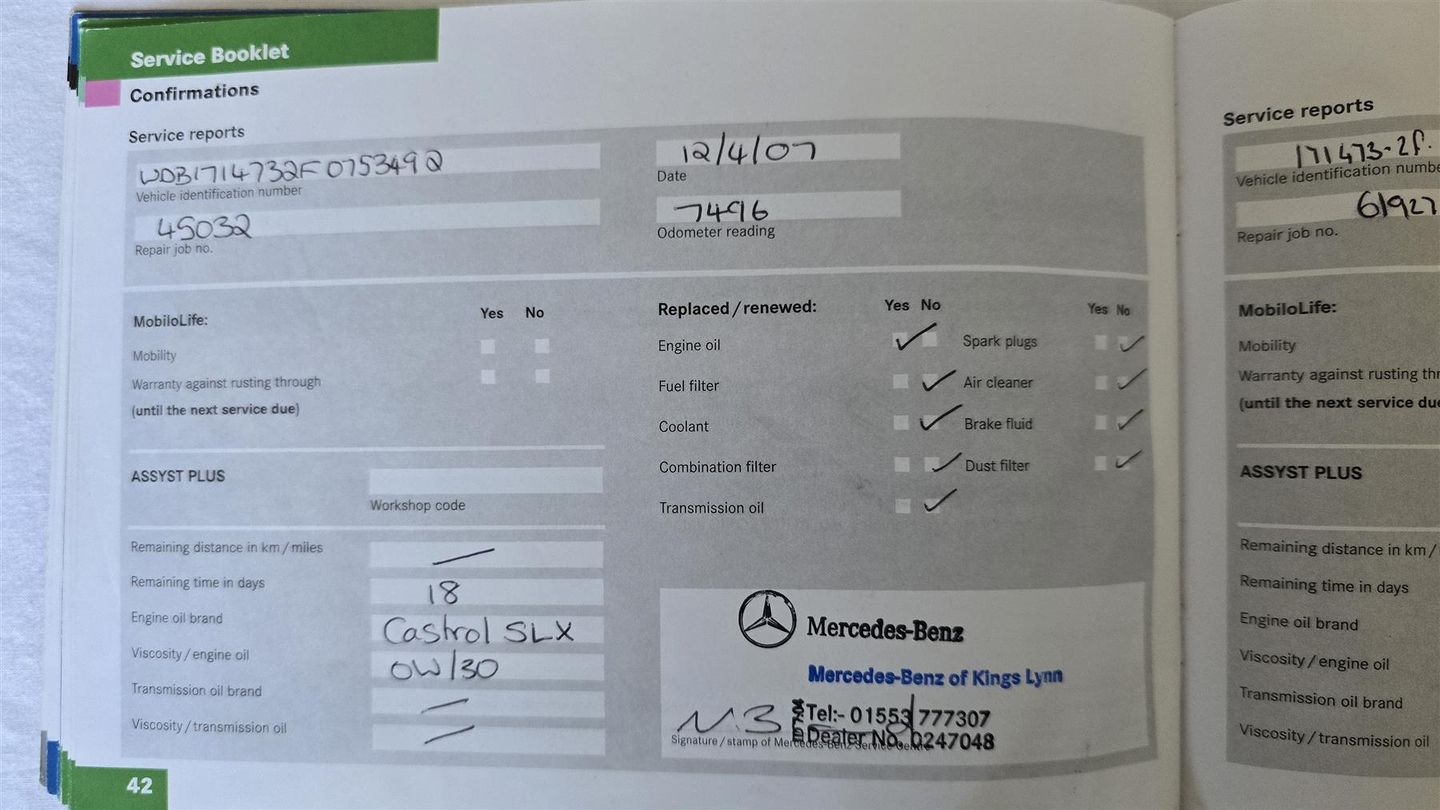 Service Booklet
Confirmations
Service reports
WDB1714732F075349Q
Vehicle identification number
12/4/07
Date
45032
Repair job no.
7496
Odometer reading
MobiloLife: Yes No
Mobility
Warranty against rusting through
(until the next service due)
Replaced/renewed: Yes No Yes No
Engine oil Spark plugs
Fuel filter Air cleaner
Coolant Brake fluid
Combination filter Dust filter
Transmission oil
ASSYST PLUS
Workshop code
Remaining distance in km/miles —
Remaining time in days 18
Engine oil brand Castrol SLX
Viscosity/engine oil 0W/30
Transmission oil brand —
Viscosity/transmission oil —
Mercedes-Benz
Mercedes-Benz of Kings Lynn
Tel:- 01553 777307
Dealer No. 0247048
Signature/stamp of Mercedes-Benz Service Centre
42
Service reports
171473-2f.
Vehicle identification numbe
61927
Repair job no.
MobiloLife:
Mobility
Warranty against rusting thr
(until the next service due
ASSYST PLUS
Remaining distance in km/
Remaining time in days
Engine oil brand
Viscosity/engine oil
Transmission oil brand
Viscosity/transmission oil